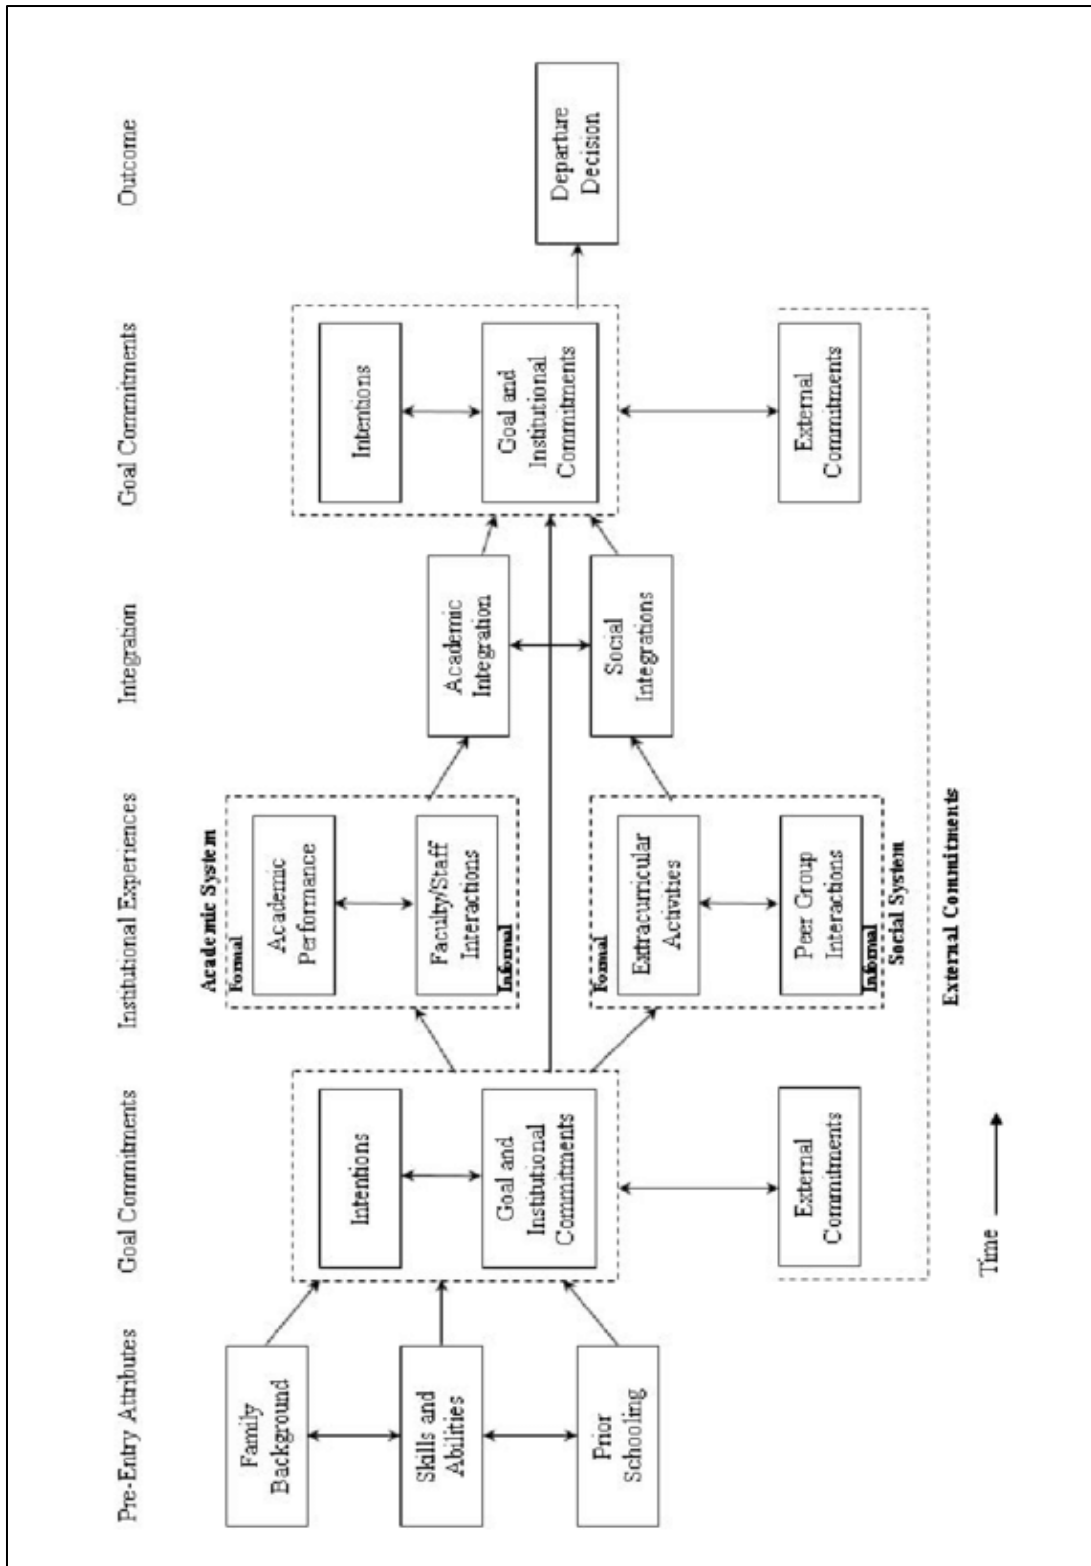 Pre-Entry Attributes
Goal Commitments
Institutional Experiences
Integration
Goal Commitments
Outcome
Family
Background
Skills and
Abilities
Prior
Schooling
Intentions
Goal and
Institutional
Commitments
External
Commitments
Academic System
Formal
Academic
Performance
Faculty/Staff
Interactions
Informal
Formal
Extracurricular
Activities
Peer Group
Interactions
Informal
Social System
Academic
Integration
Social
Integrations
Intentions
Goal and
Institutional
Commitments
External
Commitments
Departure
Decision
External Commitments
Time